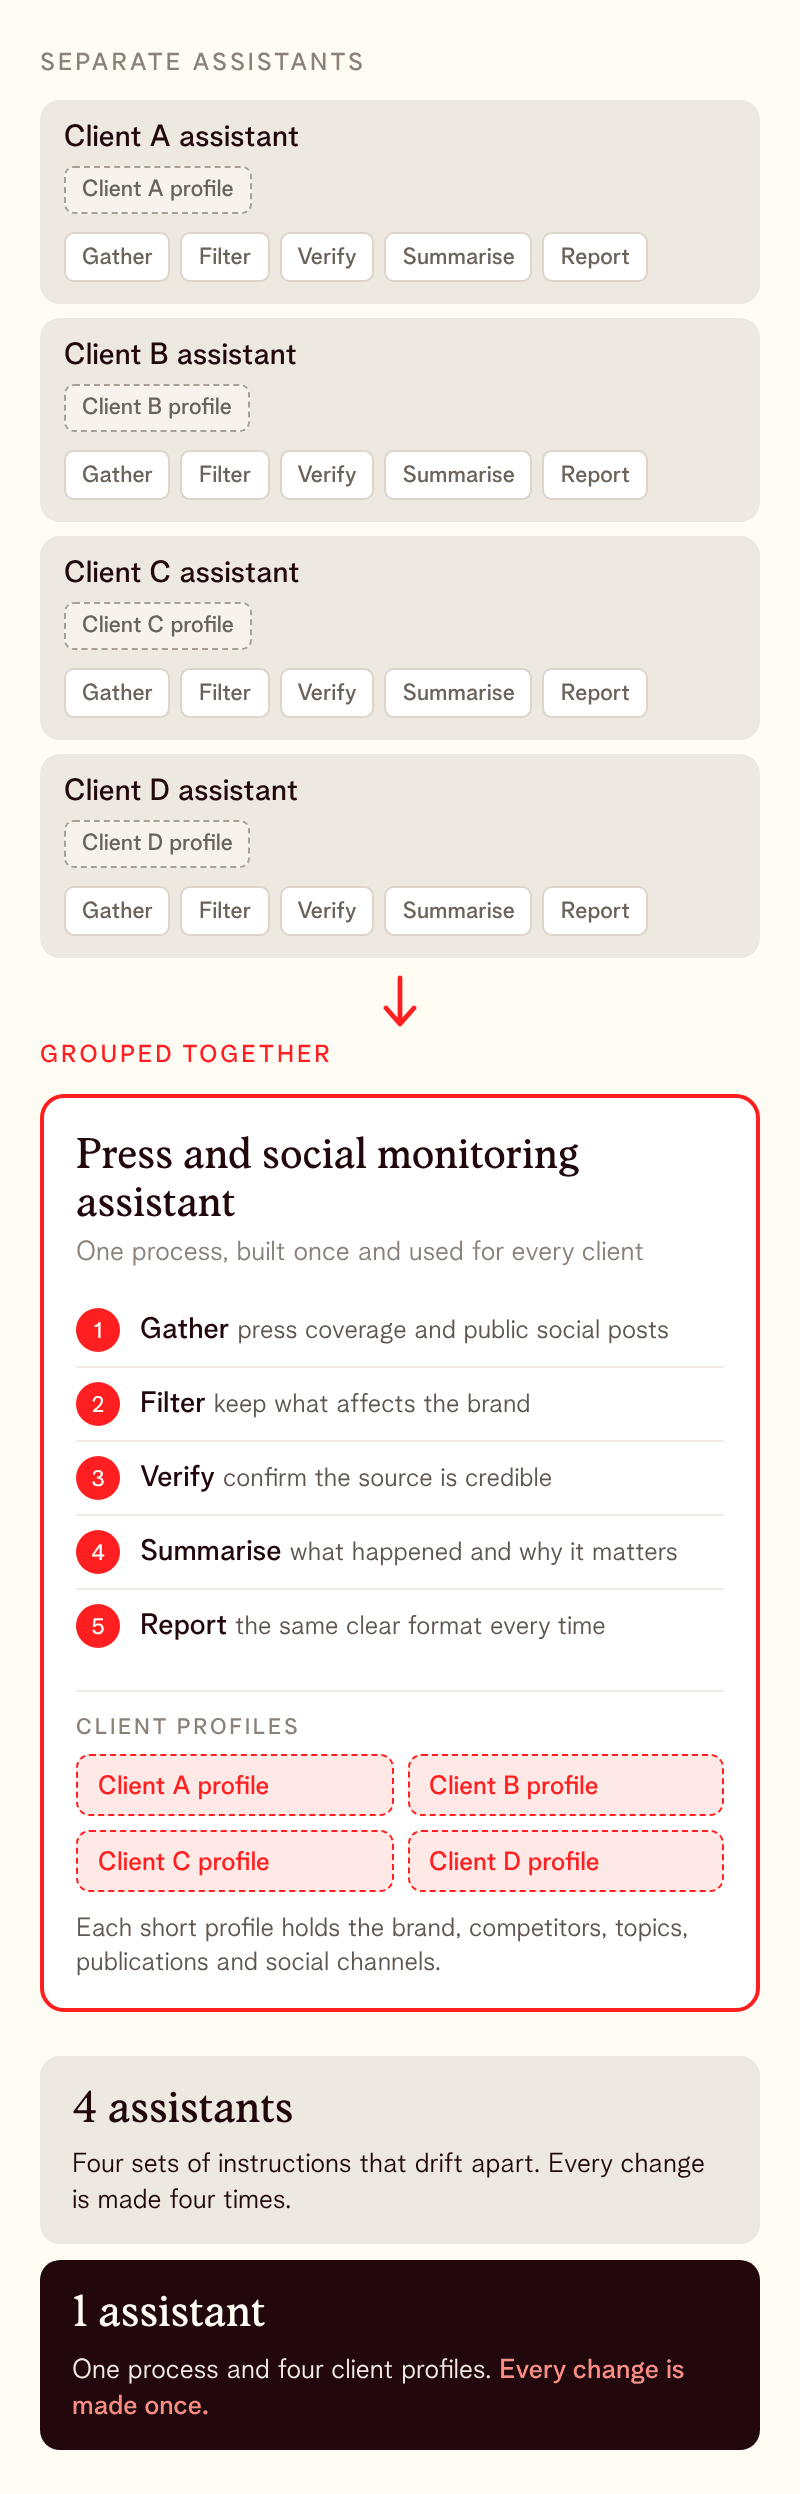 SEPARATE ASSISTANTS
Client A assistant
Client A profile
Gather Filter Verify Summarise Report
Client B assistant
Client B profile
Gather Filter Verify Summarise Report
Client C assistant
Client C profile
Gather Filter Verify Summarise Report
Client D assistant
Client D profile
Gather Filter Verify Summarise Report
GROUPED TOGETHER
Press and social monitoring
assistant
One process, built once and used for every client
1 Gather press coverage and public social posts
2 Filter keep what affects the brand
3 Verify confirm the source is credible
4 Summarise what happened and why it matters
5 Report the same clear format every time
CLIENT PROFILES
Client A profile Client B profile
Client C profile Client D profile
Each short profile holds the brand, competitors, topics,
publications and social channels.
4 assistants
Four sets of instructions that drift apart. Every change
is made four times.
1 assistant
One process and four client profiles. Every change is
made once.